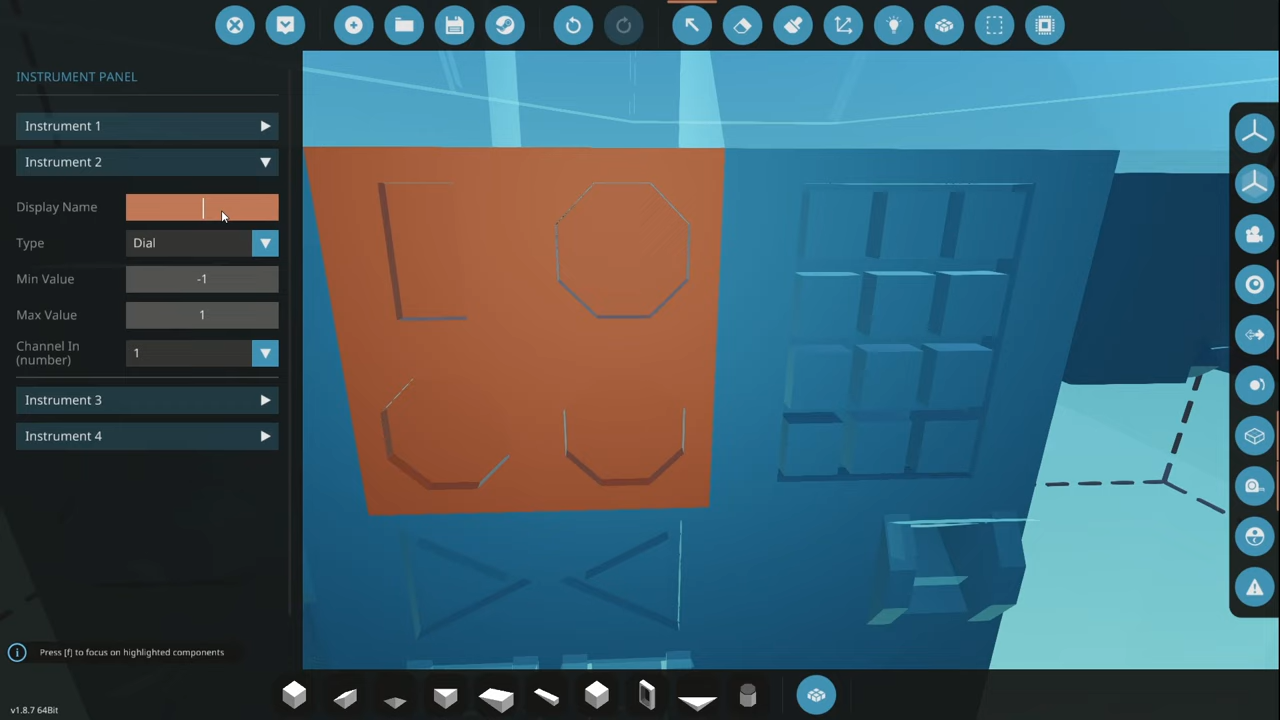 INSTRUMENT PANEL
Instrument 1
Instrument 2
Display Name
Type
Dial
Min Value
-1
Max Value
1
Channel In
(number)
1
Instrument 3
Instrument 4
Press [f] to focus on highlighted components
v1.8.7 64Bit